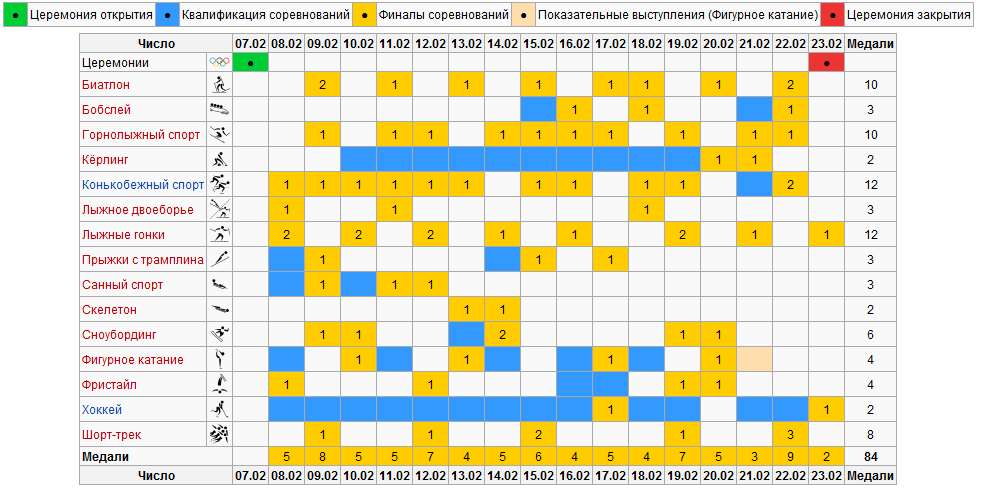 ● Церемония открытия ● Квалификация соревнований ● Финалы соревнований ● Показательные выступления (Фигурное катание) ● Церемония закрытия
Число 07.02 08.02 09.02 10.02 11.02 12.02 13.02 14.02 15.02 16.02 17.02 18.02 19.02 20.02 21.02 22.02 23.02 Медали
Церемонии ● ●
Биатлон 2 1 1 1 1 1 1 2 10
Бобслей 1 1 1 3
Горнолыжный спорт 1 1 1 1 1 1 1 1 1 1 10
Кёрлинг 1 1 2
Конькобежный спорт 1 1 1 1 1 1 1 1 1 1 2 12
Лыжное двоеборье 1 1 1 3
Лыжные гонки 2 2 2 1 1 2 1 1 12
Прыжки с трамплина 1 1 1 3
Санный спорт 1 1 1 3
Скелетон 1 1 2
Сноубординг 1 1 2 1 1 6
Фигурное катание 1 1 1 1 4
Фристайл 1 1 1 1 4
Хоккей 1 1 2
Шорт-трек 1 1 2 1 3 8
Медали 5 8 5 5 7 4 5 6 4 5 4 7 5 3 9 2 84
Число 07.02 08.02 09.02 10.02 11.02 12.02 13.02 14.02 15.02 16.02 17.02 18.02 19.02 20.02 21.02 22.02 23.02 Медали